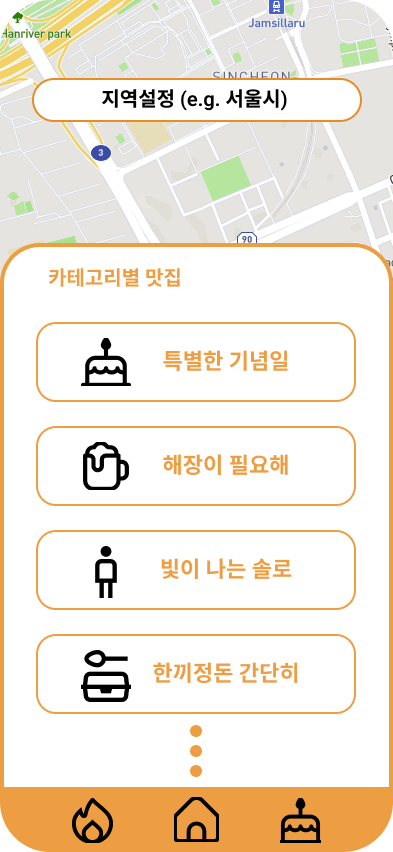 Hanriver park
Jamsillaru
SINCHEON
지역설정 (e.g. 서울시)
3
90
카테고리별 맛집
특별한 기념일
해장이 필요해
빛이 나는 솔로
한끼정돈 간단히